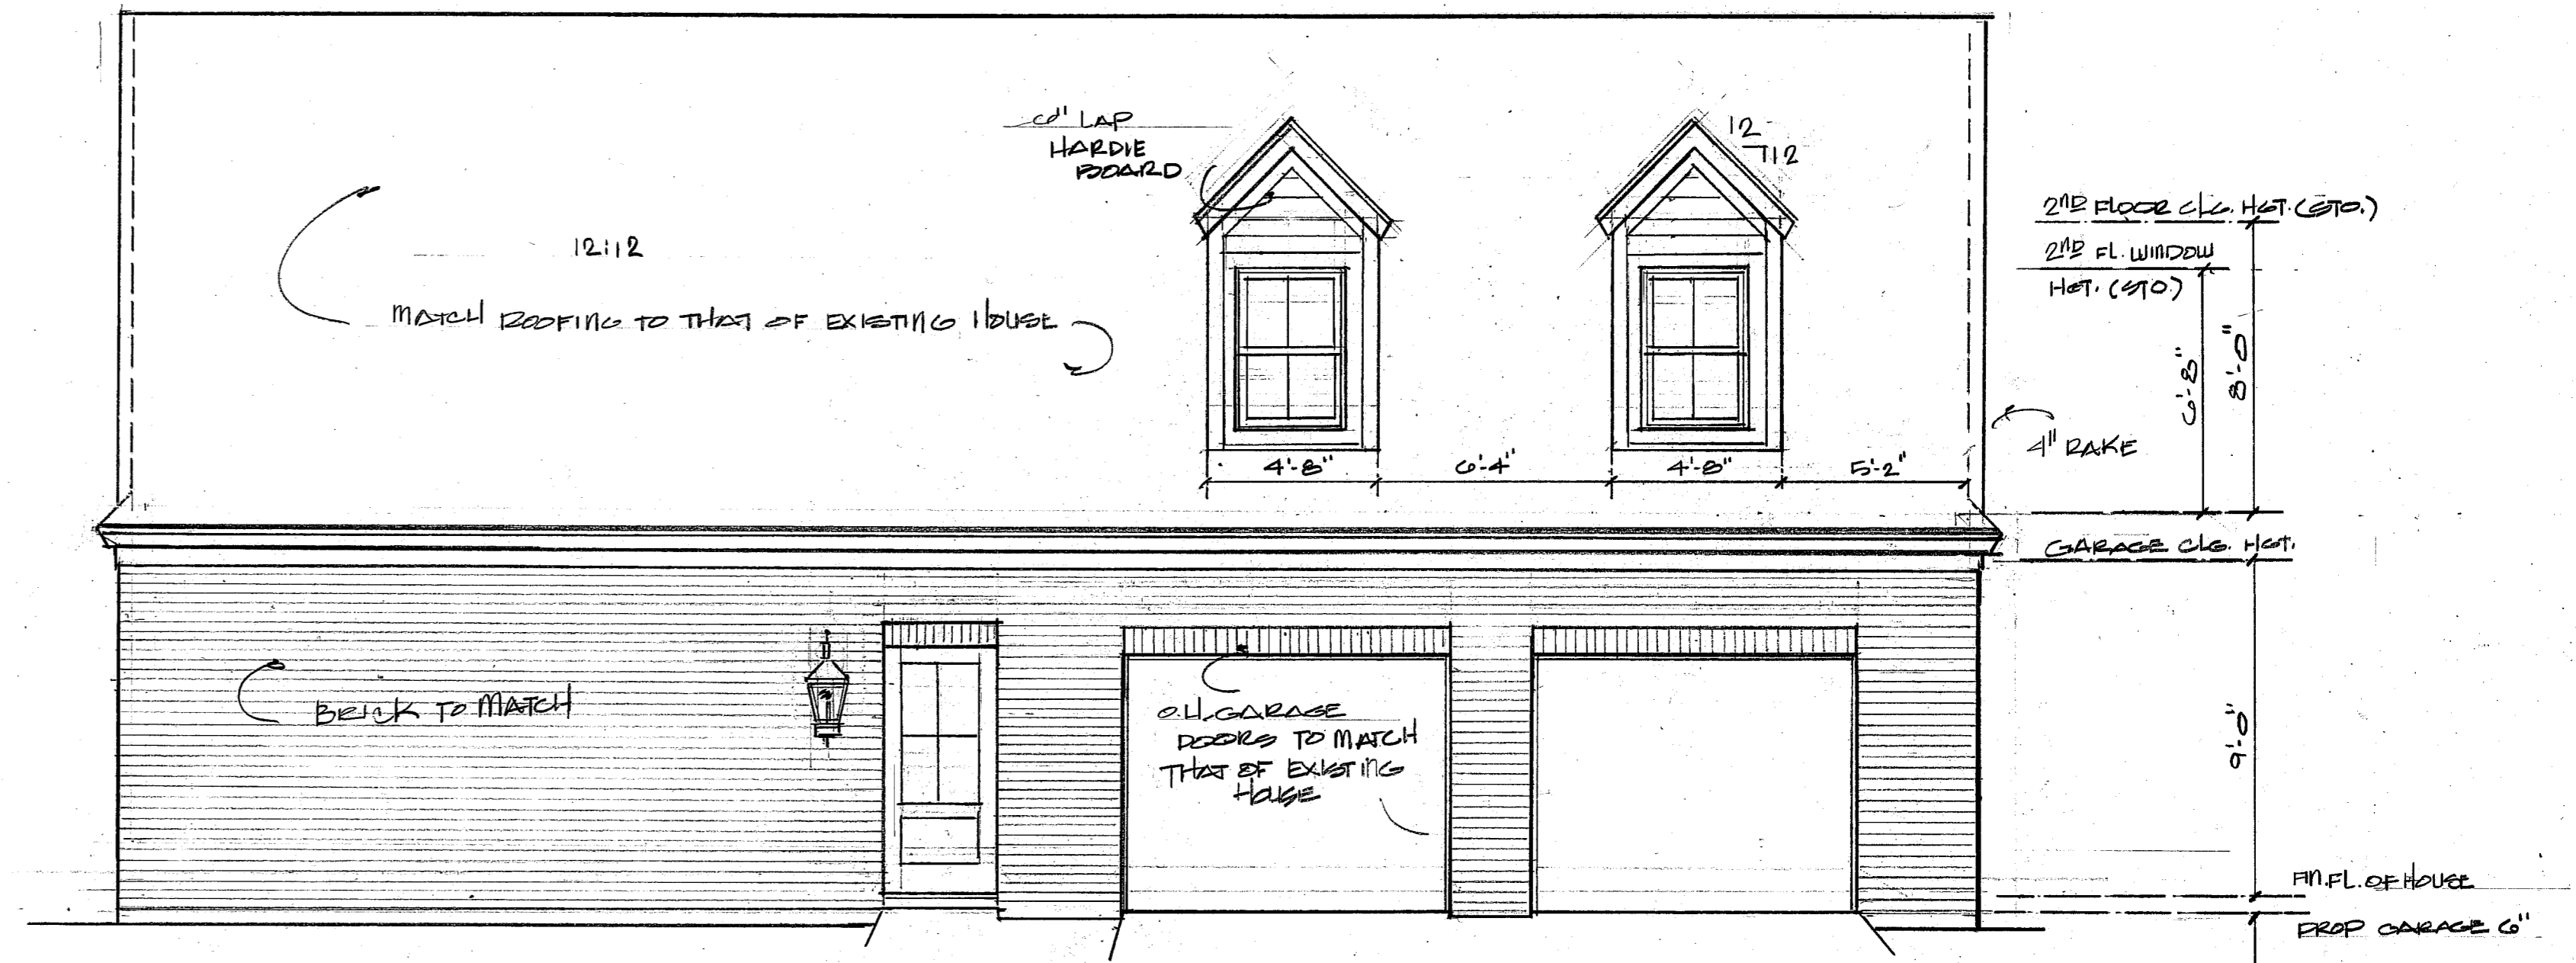 6" LAP
HARDIE
BOARD
12
12
2ND FLOOR CLG. HGT. (STO.)
2ND FL. WINDOW
HGT. (STO.)
12:12
MATCH ROOFING TO THAT OF EXISTING HOUSE
6'-8"
8'-0"
4" RAKE
4'-8"
6'-4"
4'-8"
5'-2"
GARAGE CLG. HGT.
BRICK TO MATCH
O.H. GARAGE
DOORS TO MATCH
THAT OF EXISTING
HOUSE
9'-0"
FIN. FL. OF HOUSE
DROP GARAGE 6"